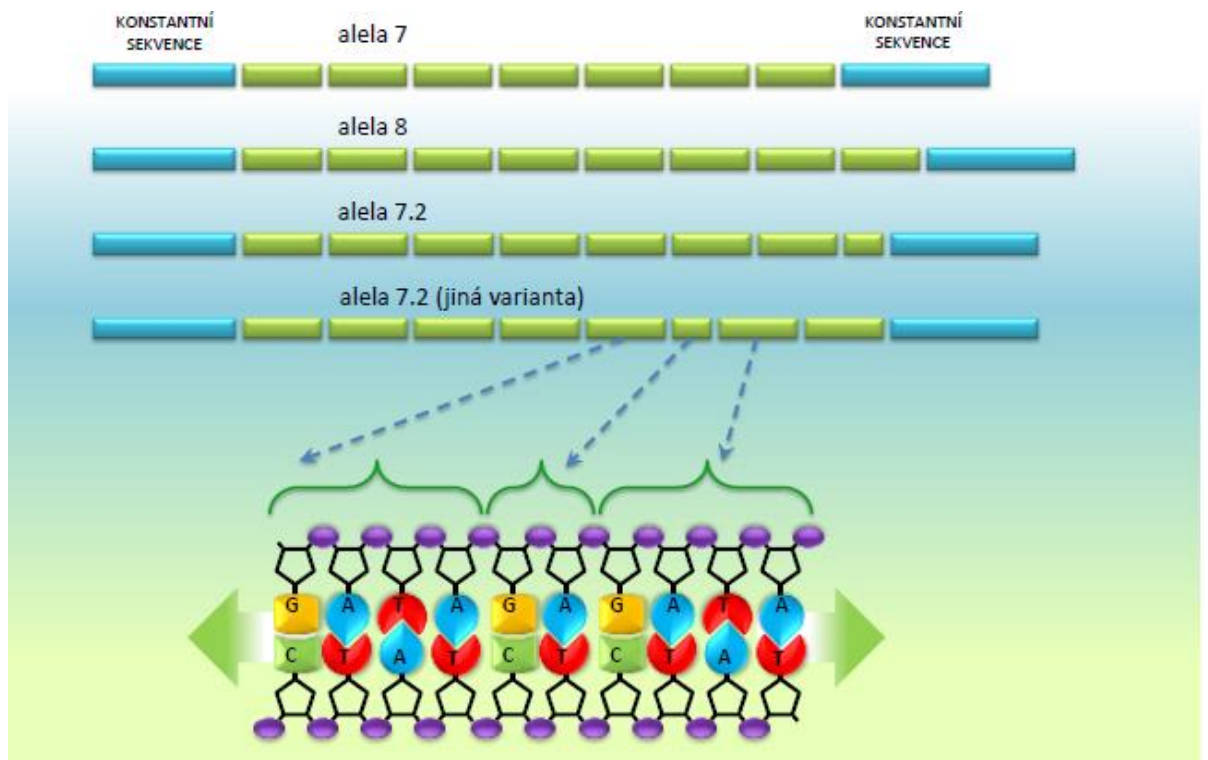 KONSTANTNÍ
SEKVENCE
alela 7
KONSTANTNÍ
SEKVENCE
alela 8
alela 7.2
alela 7.2 (jiná varianta)
G A T A G A G A T A
C T A T C T C T A T